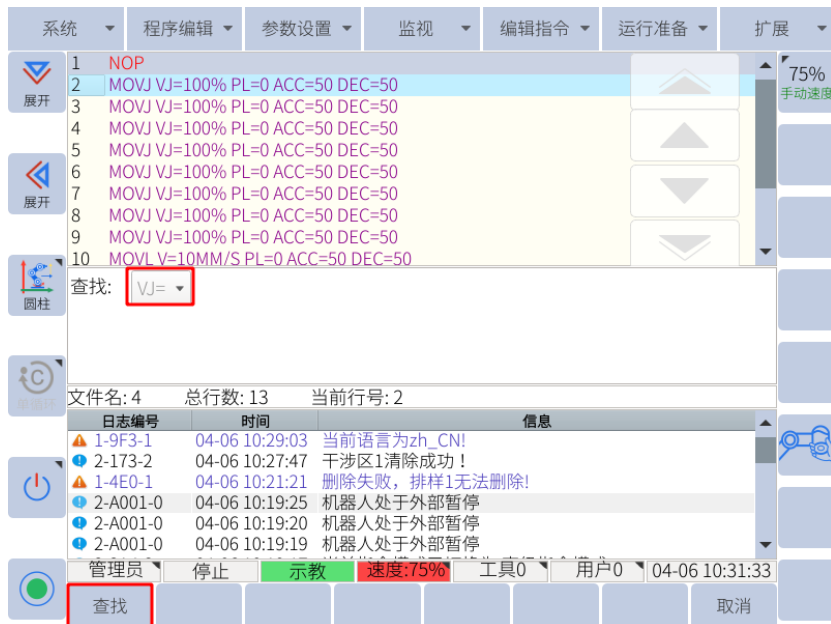 系统 程序编辑 参数设置 监视 编辑指令 运行准备 扩展
展开
展开
圆柱
1 NOP
2 MOVJ VJ=100% PL=0 ACC=50 DEC=50
3 MOVJ VJ=100% PL=0 ACC=50 DEC=50
4 MOVJ VJ=100% PL=0 ACC=50 DEC=50
5 MOVJ VJ=100% PL=0 ACC=50 DEC=50
6 MOVJ VJ=100% PL=0 ACC=50 DEC=50
7 MOVJ VJ=100% PL=0 ACC=50 DEC=50
8 MOVJ VJ=100% PL=0 ACC=50 DEC=50
9 MOVJ VJ=100% PL=0 ACC=50 DEC=50
10 MOVL V=10MM/S PL=0 ACC=50 DEC=50
75%
手动速度
查找: VJ=
文件名: 4 总行数: 13 当前行号: 2
日志编号 时间 信息
1-9F3-1 04-06 10:29:03 当前语言为zh_CN!
2-173-2 04-06 10:27:47 干涉区1清除成功！
1-4E0-1 04-06 10:21:21 删除失败，排样1无法删除!
2-A001-0 04-06 10:19:25 机器人处于外部暂停
2-A001-0 04-06 10:19:20 机器人处于外部暂停
2-A001-0 04-06 10:19:19 机器人处于外部暂停
管理员 停止 示教 速度:75% 工具0 用户0 04-06 10:31:33
查找 取消